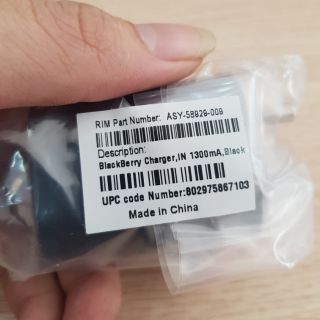 RIM Part Number: ASY-58929-009
Description:
BlackBerry Charger,IN 1300mA,Black
UPC code Number:802975867103
Made in China